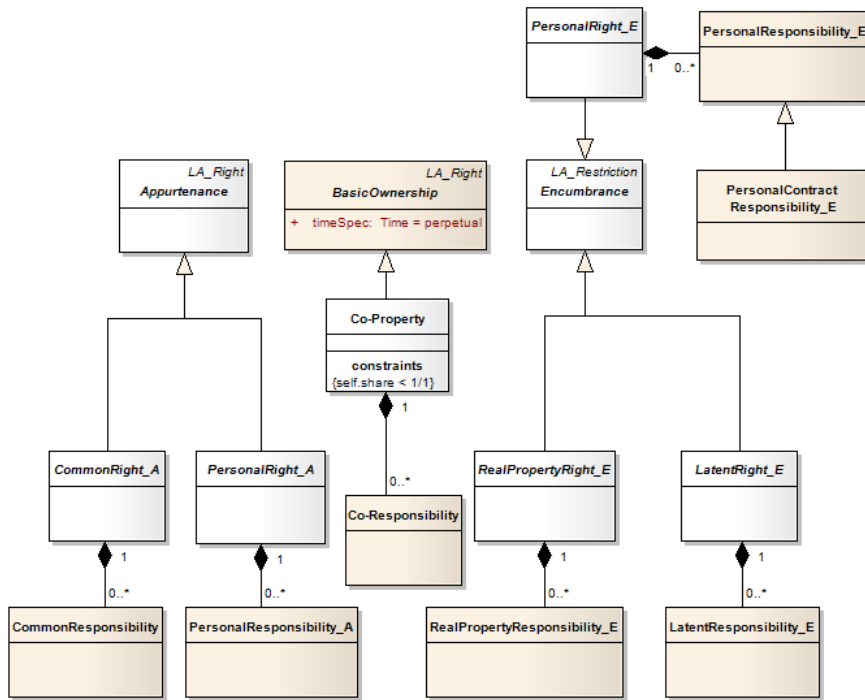 PersonalRight_E
PersonalResponsibility_E
1
0..*
LA_Right
Appurtenance
LA_Right
BasicOwnership
+ timeSpec: Time = perpetual
LA_Restriction
Encumbrance
PersonalContract
Responsibility_E
Co-Property
constraints
{self.share < 1/1}
1
0..*
CommonRight_A
PersonalRight_A
RealPropertyRight_E
LatentRight_E
Co-Responsibility
1
1
1
1
0..*
0..*
0..*
0..*
CommonResponsibility
PersonalResponsibility_A
RealPropertyResponsibility_E
LatentResponsibility_E